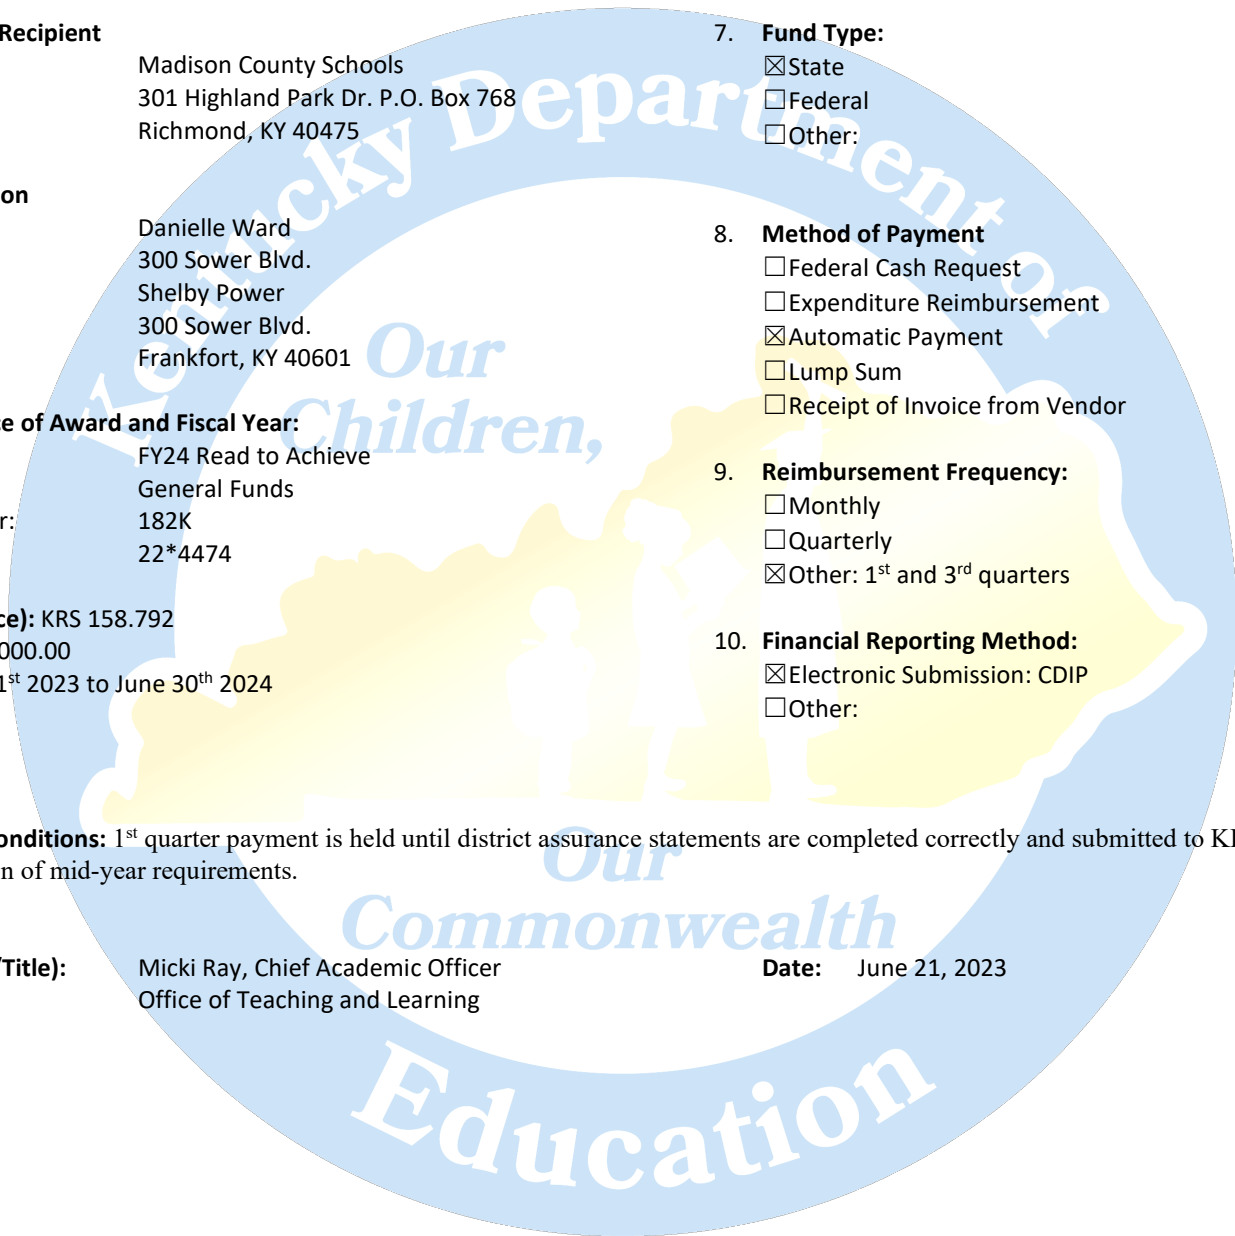 Recipient
Madison County Schools
301 Highland Park Dr. P.O. Box 768
Richmond, KY 40475
on
Danielle Ward
300 Sower Blvd.
Shelby Power
300 Sower Blvd.
Frankfort, KY 40601
ce of Award and Fiscal Year:
FY24 Read to Achieve
General Funds
r: 182K
22*4474
ce): KRS 158.792
000.00
1st 2023 to June 30th 2024
7. Fund Type:
☒State
☐Federal
☐Other:
8. Method of Payment
☐Federal Cash Request
☐Expenditure Reimbursement
☒Automatic Payment
☐Lump Sum
☐Receipt of Invoice from Vendor
9. Reimbursement Frequency:
☐Monthly
☐Quarterly
☒Other: 1st and 3rd quarters
10. Financial Reporting Method:
☒Electronic Submission: CDIP
☐Other:
onditions: 1st quarter payment is held until district assurance statements are completed correctly and submitted to KI
n of mid-year requirements.
/Title): Micki Ray, Chief Academic Officer
Office of Teaching and Learning
Date: June 21, 2023
Kentucky Department of
Education
Our
Children,
Our
Commonwealth